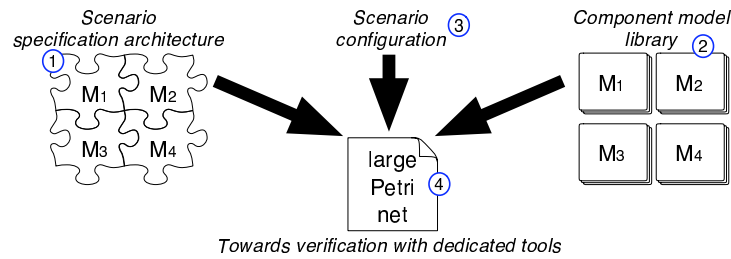 Scenario
specification architecture
1
M1 M2
M3 M4
Scenario
configuration 3
Component model
library 2
M1 M2
M3 M4
large
Petri
net
4
Towards verification with dedicated tools